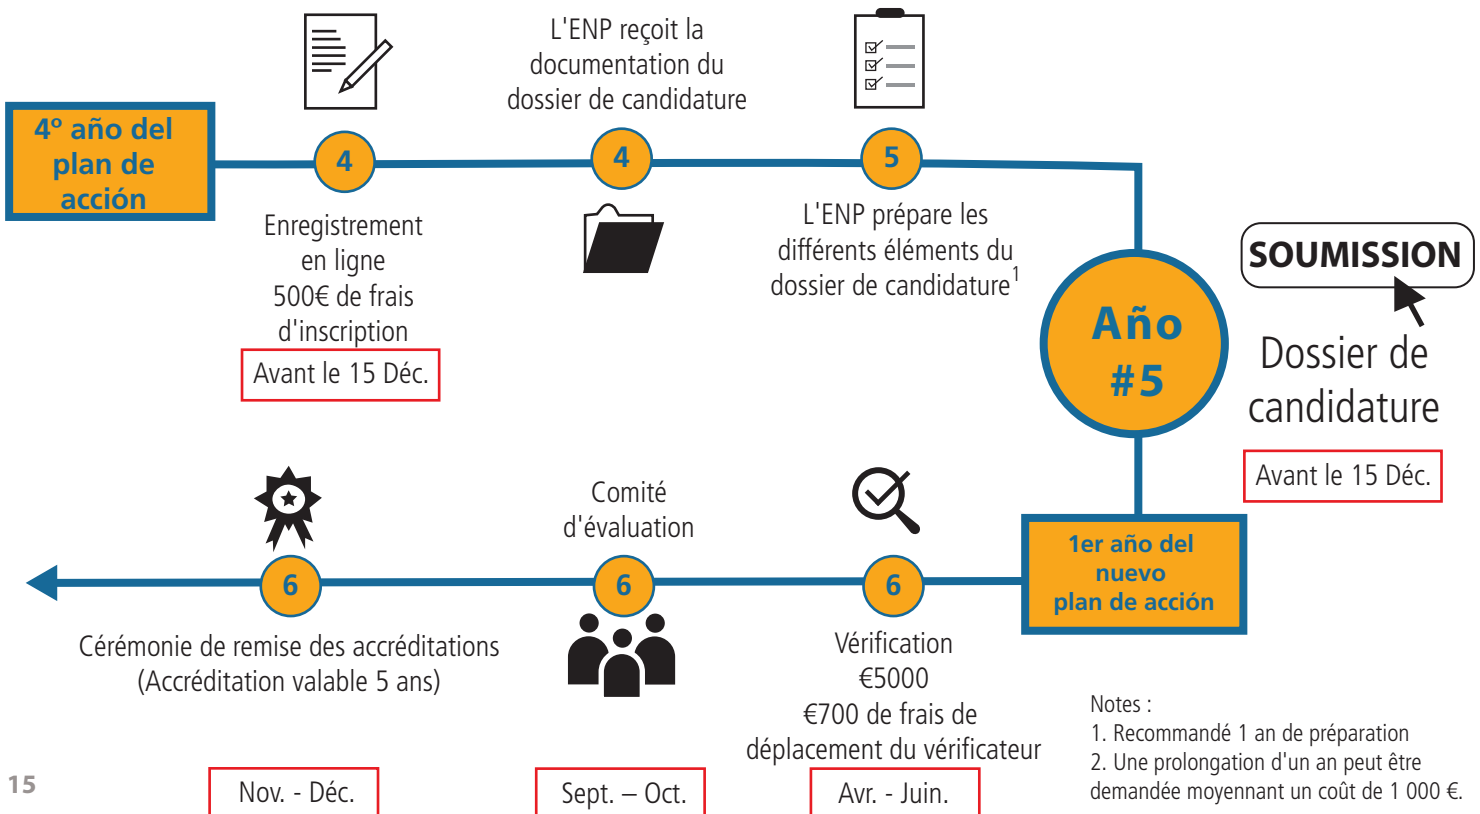 4º año del
plan de
acción
4
Enregistrement
en ligne
500€ de frais
d'inscription
Avant le 15 Déc.
L'ENP reçoit la
documentation du
dossier de candidature
4
5
L'ENP prépare les
différents éléments du
dossier de candidature1
Año
#5
SOUMISSION
Dossier de
candidature
Avant le 15 Déc.
1er año del
nuevo
plan de acción
6
Vérification
€5000
€700 de frais de
déplacement du vérificateur
Avr. - Juin.
Comité
d'évaluation
6
Sept. – Oct.
6
Cérémonie de remise des accréditations
(Accréditation valable 5 ans)
Nov. - Déc.
Notes :
1. Recommandé 1 an de préparation
2. Une prolongation d'un an peut être
demandée moyennant un coût de 1 000 €.
15